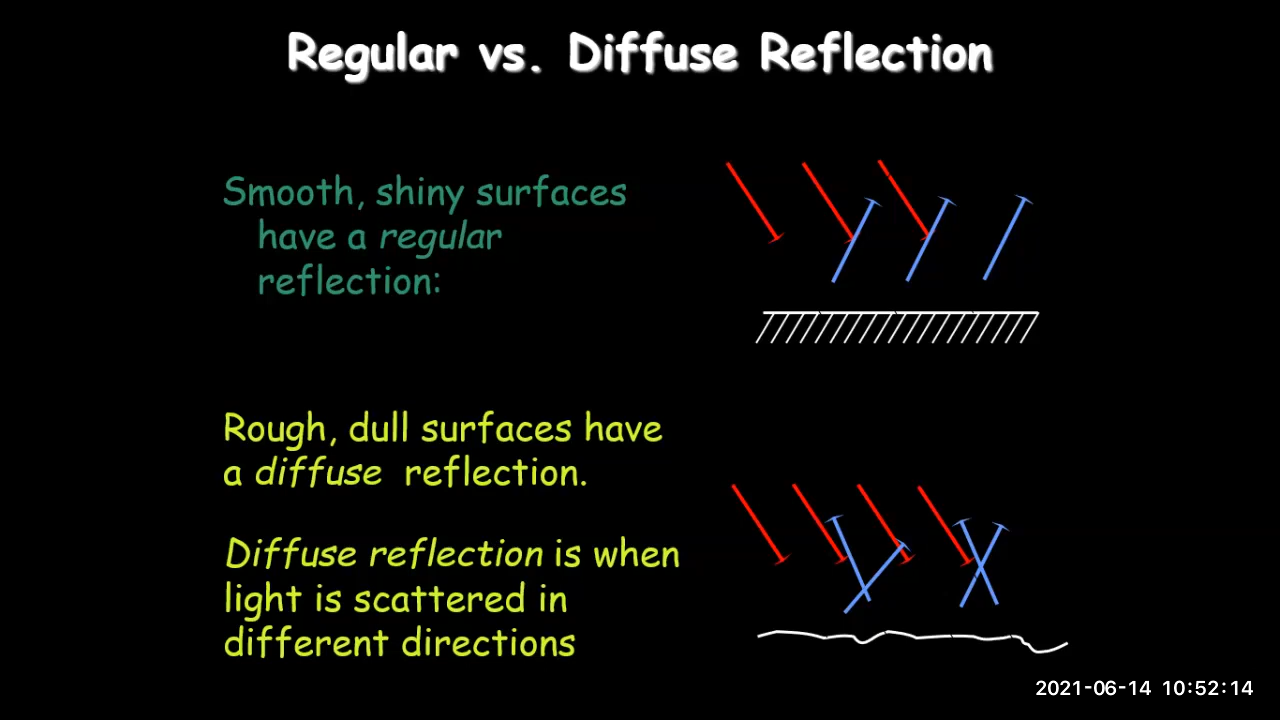 Regular vs. Diffuse Reflection
Smooth, shiny surfaces
have a regular
reflection:
Rough, dull surfaces have
a diffuse reflection.
Diffuse reflection is when
light is scattered in
different directions
2021-06-14 10:52:14